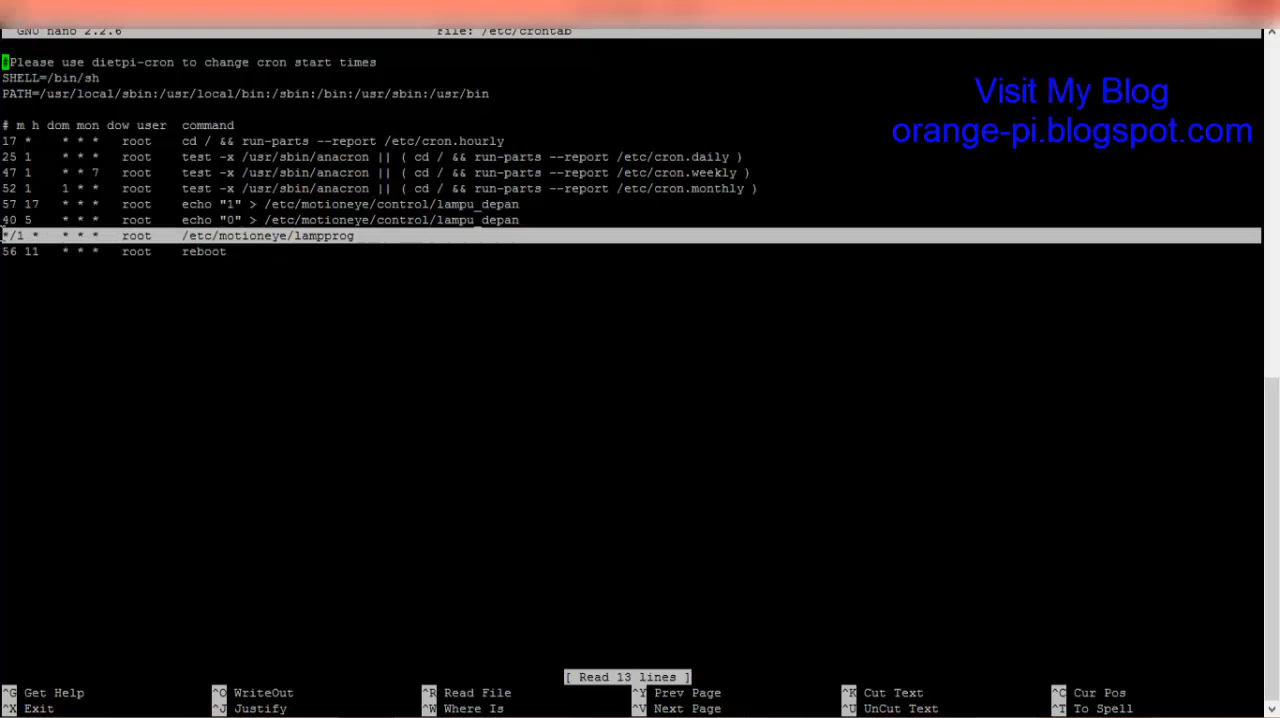 GNU nano 2.2.6 File: /etc/crontab
#Please use dietpi-cron to change cron start times
SHELL=/bin/sh
PATH=/usr/local/sbin:/usr/local/bin:/sbin:/bin:/usr/sbin:/usr/bin
Visit My Blog
orange-pi.blogspot.com
# m h dom mon dow user command
17 * * * * root cd / && run-parts --report /etc/cron.hourly
25 1 * * * root test -x /usr/sbin/anacron || ( cd / && run-parts --report /etc/cron.daily )
47 1 * * 7 root test -x /usr/sbin/anacron || ( cd / && run-parts --report /etc/cron.weekly )
52 1 1 * * root test -x /usr/sbin/anacron || ( cd / && run-parts --report /etc/cron.monthly )
57 17 * * * root echo "1" > /etc/motioneye/control/lampu_depan
40 5 * * * root echo "0" > /etc/motioneye/control/lampu_depan
*/1 * * * * root /etc/motioneye/lampprog
56 11 * * * root reboot
[ Read 13 lines ]
^G Get Help ^O WriteOut ^R Read File ^Y Prev Page ^K Cut Text ^C Cur Pos
^X Exit ^J Justify ^W Where Is ^V Next Page ^U UnCut Text ^T To Spell